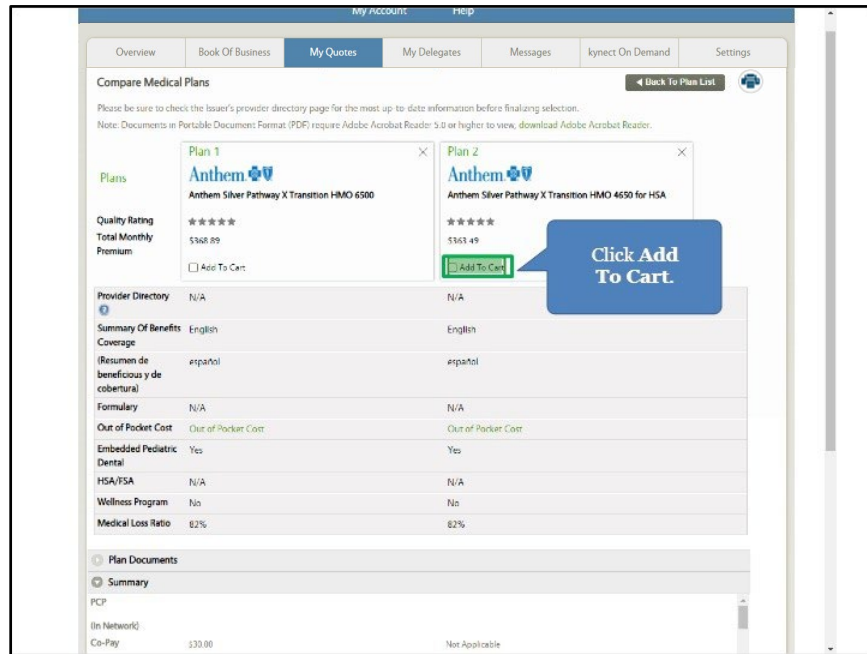 My Account Help
Overview Book Of Business My Quotes My Delegates Messages kynect On Demand Settings
Compare Medical Plans Back To Plan List
Please be sure to check the Issuer's provider directory page for the most up-to-date information before finalizing selection.
Note: Documents in Portable Document Format (PDF) require Adobe Acrobat Reader 5.0 or higher to view, download Adobe Acrobat Reader.
Plan 1 Plan 2
Plans Anthem Anthem
Anthem Silver Pathway X Transition HMO 6500 Anthem Silver Pathway X Transition HMO 4650 for HSA
Quality Rating
Total Monthly Premium $368.89 $363.49
Add To Cart Add To Cart
Click Add
To Cart.
Provider Directory N/A N/A
Summary Of Benefits English English
Coverage
(Resumen de español español
beneficious y de
cobertura)
Formulary N/A N/A
Out of Pocket Cost Out of Pocket Cost Out of Pocket Cost
Embedded Pediatric Yes Yes
Dental
HSA/FSA N/A N/A
Wellness Program No No
Medical Loss Ratio 82% 82%
Plan Documents
Summary
PCP
(In Network)
Co-Pay $30.00 Not Applicable